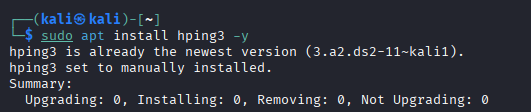 ┌──(kali㉿kali)-[~]
└─$ sudo apt install hping3 -y
hping3 is already the newest version (3.a2.ds2-11~kali1).
hping3 set to manually installed.
Summary:
  Upgrading: 0, Installing: 0, Removing: 0, Not Upgrading: 0